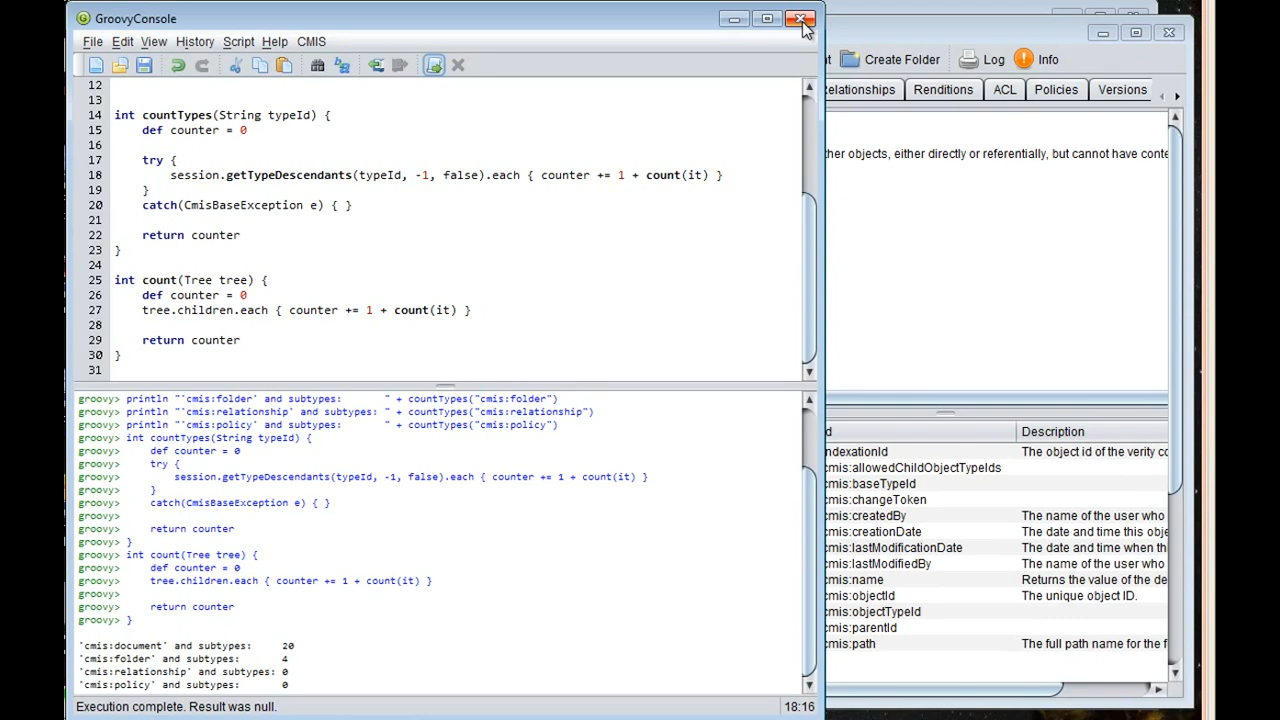 GroovyConsole
File Edit View History Script Help CMIS
12
13
14 int countTypes(String typeId) {
15 def counter = 0
16
17 try {
18 session.getTypeDescendants(typeId, -1, false).each { counter += 1 + count(it) }
19 }
20 catch(CmisBaseException e) { }
21
22 return counter
23 }
24
25 int count(Tree tree) {
26 def counter = 0
27 tree.children.each { counter += 1 + count(it) }
28
29 return counter
30 }
31
groovy> println "'cmis:folder' and subtypes: " + countTypes("cmis:folder")
groovy> println "'cmis:relationship' and subtypes: " + countTypes("cmis:relationship")
groovy> println "'cmis:policy' and subtypes: " + countTypes("cmis:policy")
groovy> int countTypes(String typeId) {
groovy> def counter = 0
groovy> try {
groovy> session.getTypeDescendants(typeId, -1, false).each { counter += 1 + count(it) }
groovy> }
groovy> catch(CmisBaseException e) { }
groovy>
groovy> return counter
groovy> }
groovy> int count(Tree tree) {
groovy> def counter = 0
groovy> tree.children.each { counter += 1 + count(it) }
groovy>
groovy> return counter
groovy> }
'cmis:document' and subtypes: 20
'cmis:folder' and subtypes: 4
'cmis:relationship' and subtypes: 0
'cmis:policy' and subtypes: 0
Execution complete. Result was null. 18:16
Create Folder Log Info
elationships Renditions ACL Policies Versions
her objects, either directly or referentially, but cannot have conte
d Description
ndexationId The object id of the verity co
cmis:allowedChildObjectTypeIds
cmis:baseTypeId
cmis:changeToken
cmis:createdBy The name of the user who
cmis:creationDate The date and time this obje
cmis:lastModificationDate The date and time when th
cmis:lastModifiedBy The name of the user who
cmis:name Returns the value of the de
cmis:objectId The unique object ID.
cmis:objectTypeId
cmis:parentId
cmis:path The full path name for the f